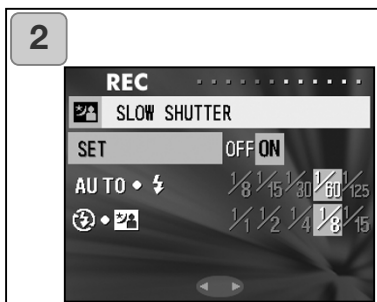 2
REC
SLOW SHUTTER
SET OFF ON
AUTO • 1/8 1/15 1/30 1/60 1/125
• 1/1 1/2 1/4 1/8 1/15